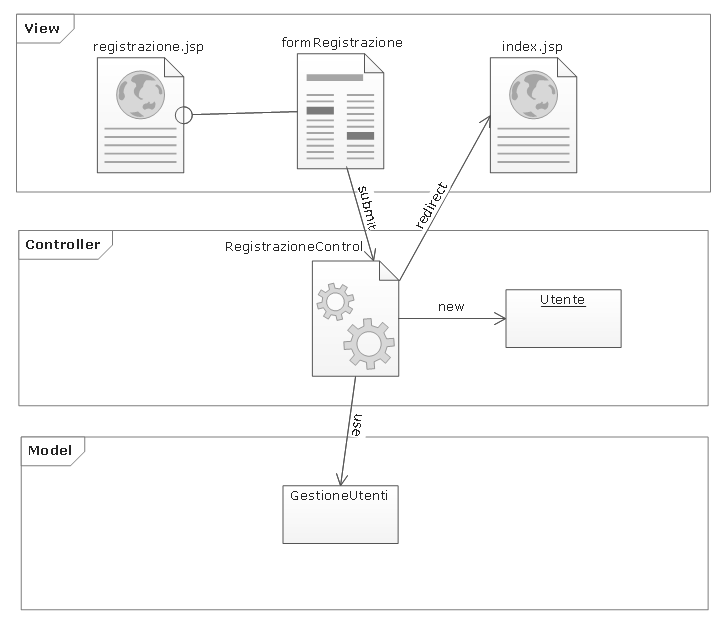 View
registrazione.jsp
formRegistrazione
index.jsp
submit
redirect
Controller
RegistrazioneControl
new
Utente
use
Model
GestioneUtenti